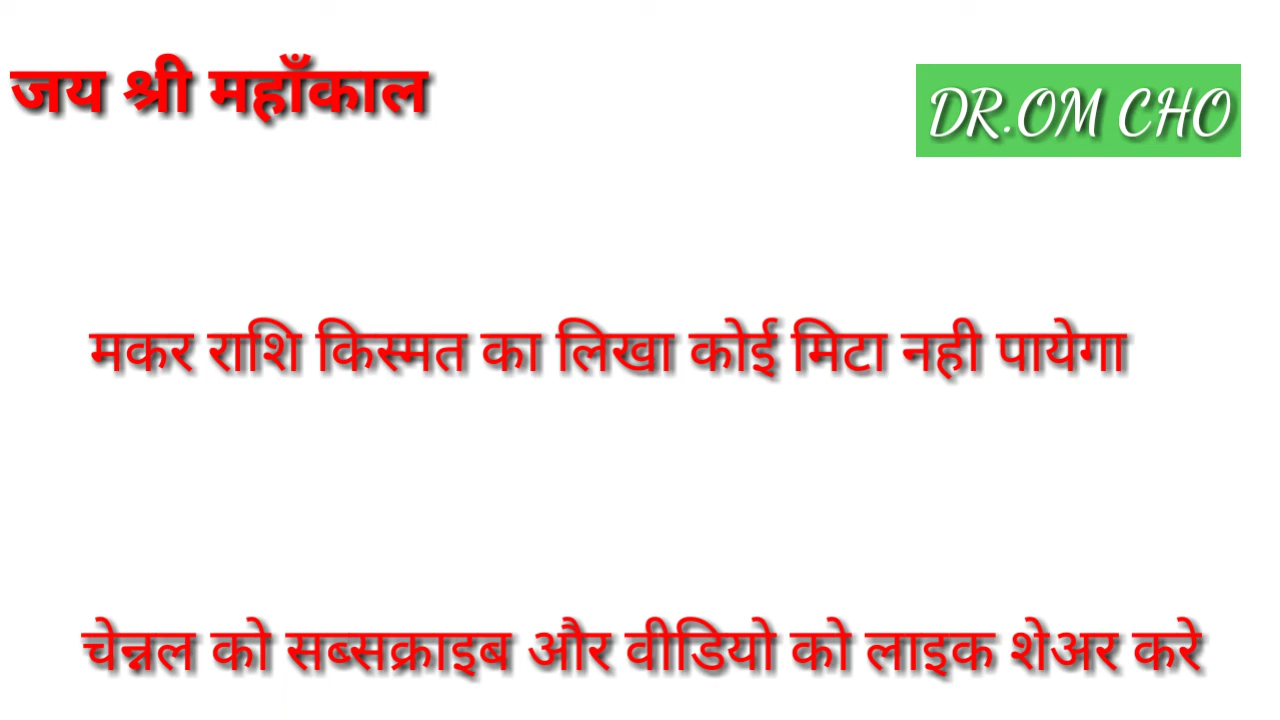 जय श्री महाँकाल
DR.OM CHO
मकर राशि किस्मत का लिखा कोई मिटा नही पायेगा
चेन्नल को सब्सक्राइब और वीडियो को लाइक शेअर करे